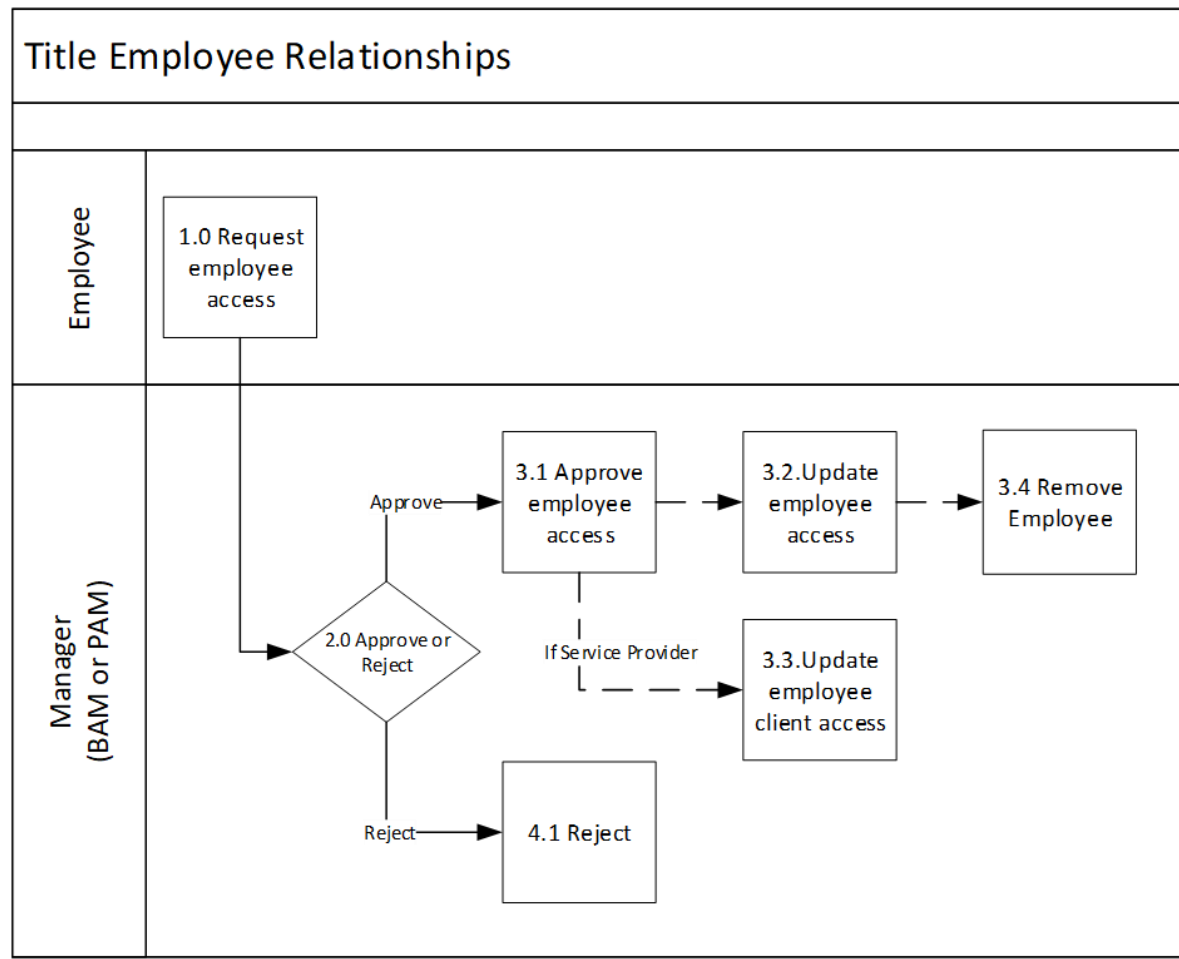 Title Employee Relationships
Employee
1.0 Request
employee
access
Manager
(BAM or PAM)
2.0 Approve or
Reject
Approve
3.1 Approve
employee
access
3.2.Update
employee
access
3.4 Remove
Employee
If Service Provider
3.3.Update
employee
client access
Reject
4.1 Reject